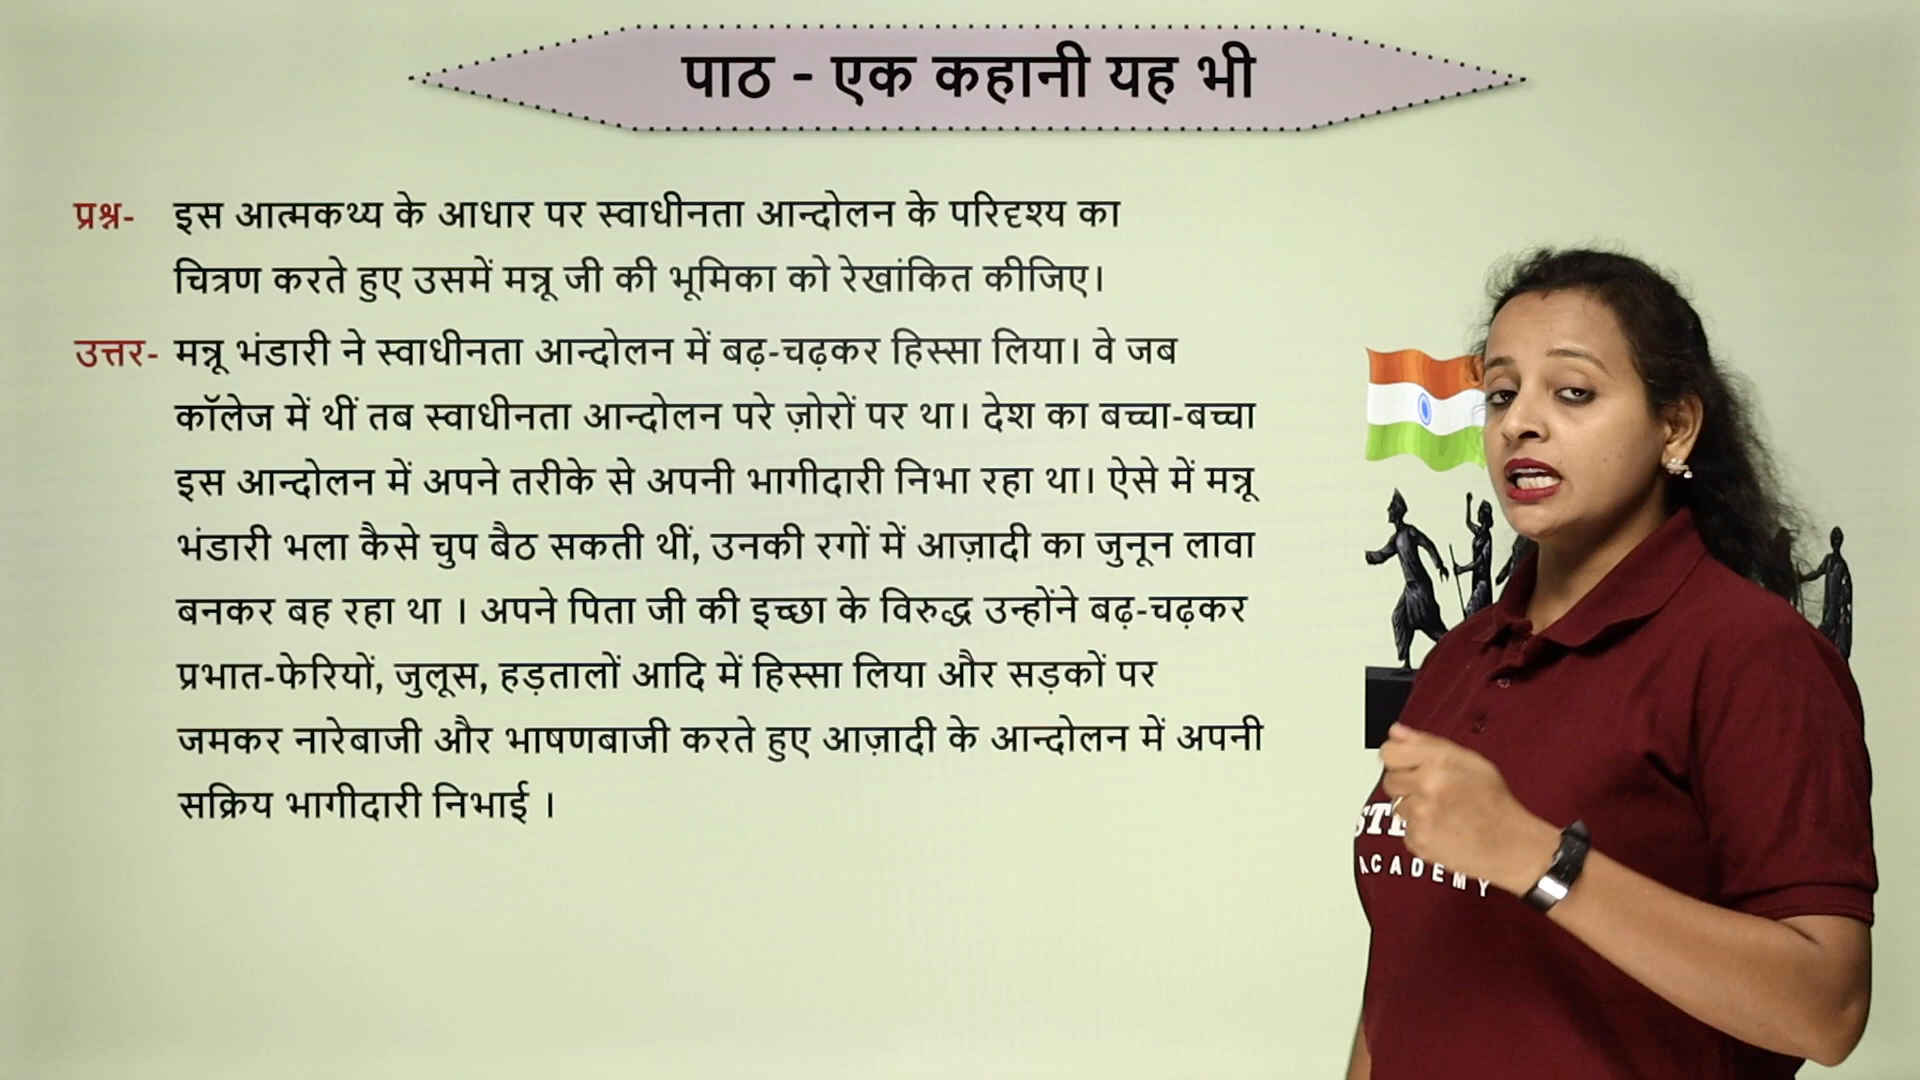 पाठ - एक कहानी यह भी
प्रश्न- इस आत्मकथ्य के आधार पर स्वाधीनता आन्दोलन के परिदृश्य का
चित्रण करते हुए उसमें मन्नू जी की भूमिका को रेखांकित कीजिए।
उत्तर- मन्नू भंडारी ने स्वाधीनता आन्दोलन में बढ़-चढ़कर हिस्सा लिया। वे जब
कॉलेज में थीं तब स्वाधीनता आन्दोलन परे ज़ोरों पर था। देश का बच्चा-बच्चा
इस आन्दोलन में अपने तरीके से अपनी भागीदारी निभा रहा था। ऐसे में मन्नू
भंडारी भला कैसे चुप बैठ सकती थीं, उनकी रगों में आज़ादी का जुनून लावा
बनकर बह रहा था । अपने पिता जी की इच्छा के विरुद्ध उन्होंने बढ़-चढ़कर
प्रभात-फेरियों, जुलूस, हड़तालों आदि में हिस्सा लिया और सड़कों पर
जमकर नारेबाजी और भाषणबाजी करते हुए आज़ादी के आन्दोलन में अपनी
सक्रिय भागीदारी निभाई ।
ACADEMY